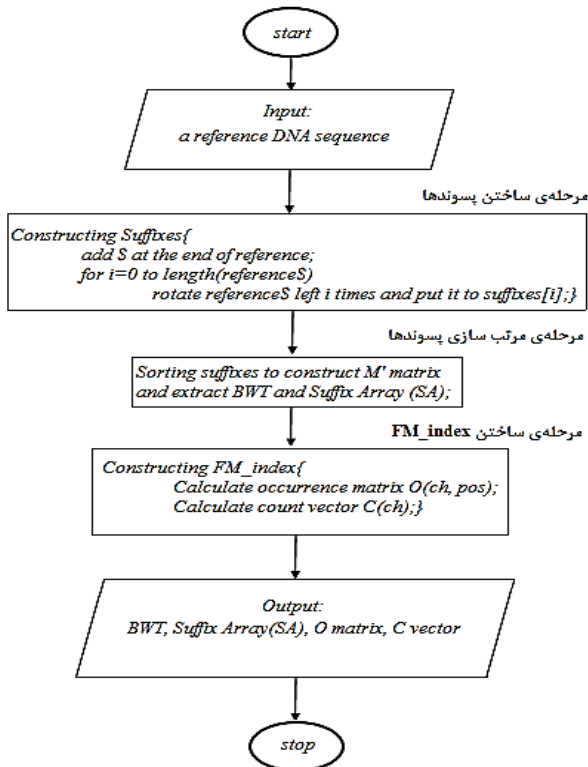 start
Input:
a reference DNA sequence
مرحله‌ی ساختن پسوندها
Constructing Suffixes{
add $ at the end of reference;
for i=0 to length(reference$)
rotate reference$ left i times and put it to suffixes[i];}
مرحله‌ی مرتب سازی پسوندها
Sorting suffixes to construct M' matrix
and extract BWT and Suffix Array (SA);
مرحله‌ی ساختن FM_index
Constructing FM_index{
Calculate occurrence matrix O(ch, pos);
Calculate count vector C(ch);}
Output:
BWT, Suffix Array(SA), O matrix, C vector
stop